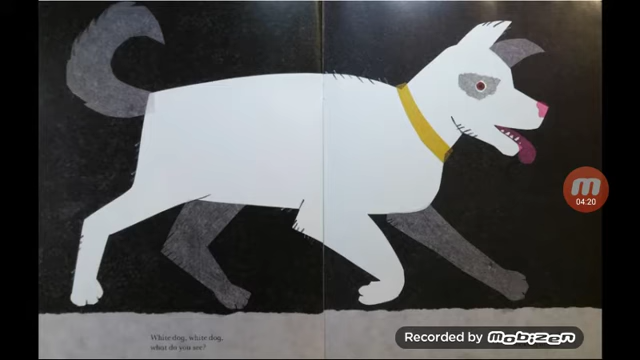 White dog, white dog,
what do you see?
04:20
Recorded by mobizen